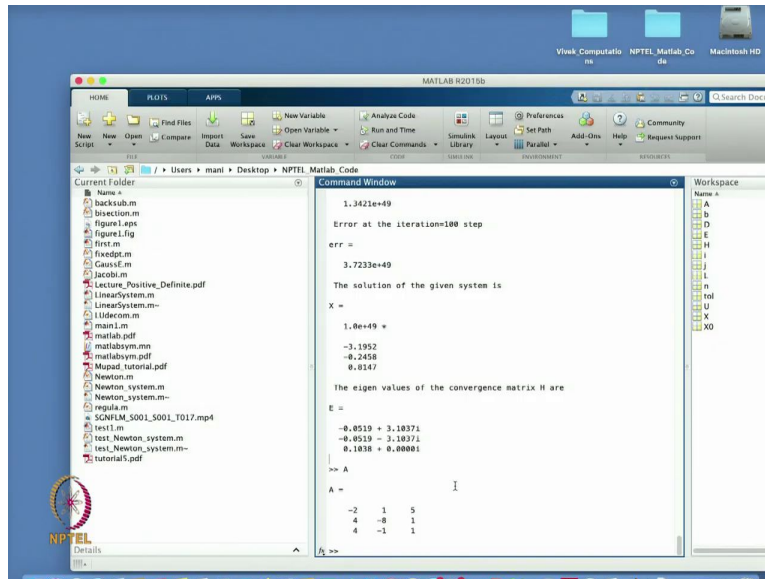 Vivek_Computatio
ns
NPTEL_Matlab_Co
de
Macintosh HD
MATLAB R2015b
HOME
PLOTS
APPS
Search Doc
New
Script
New
Open
Find Files
Compare
Import
Data
Save
Workspace
New Variable
Open Variable
Clear Workspace
Analyze Code
Run and Time
Clear Commands
Simulink
Library
Layout
Preferences
Set Path
Parallel
Add-Ons
Help
Community
Request Support
FILE
VARIABLE
CODE
SIMULINK
ENVIRONMENT
RESOURCES
/ ▸ Users ▸ mani ▸ Desktop ▸ NPTEL_Matlab_Code
Current Folder
Name
backsub.m
bisection.m
figure1.eps
figure1.fig
first.m
fixedpt.m
GaussE.m
Jacobi.m
Lecture_Positive_Definite.pdf
LinearSystem.m
LinearSystem.m~
LUdecom.m
main1.m
matlab.pdf
matlabsym.mn
matlabsym.pdf
Mupad_tutorial.pdf
Newton.m
Newton_system.m
Newton_system.m~
regula.m
SGNFLM_S001_S001_T017.mp4
test1.m
test_Newton_system.m
test_Newton_system.m~
tutorial5.pdf
Details
NPTEL
Command Window
1.3421e+49
Error at the iteration=100 step
err =
3.7233e+49
The solution of the given system is
X =
1.0e+49 *
-3.1952
-0.2458
0.8147
The eigen values of the convergence matrix H are
E =
-0.0519 + 3.1037i
-0.0519 - 3.1037i
0.1038 + 0.0000i
>> A
A =
-2 1 5
4 -8 1
4 -1 1
fx >>
Workspace
Name
A
b
D
E
H
i
j
L
n
tol
U
X
X0